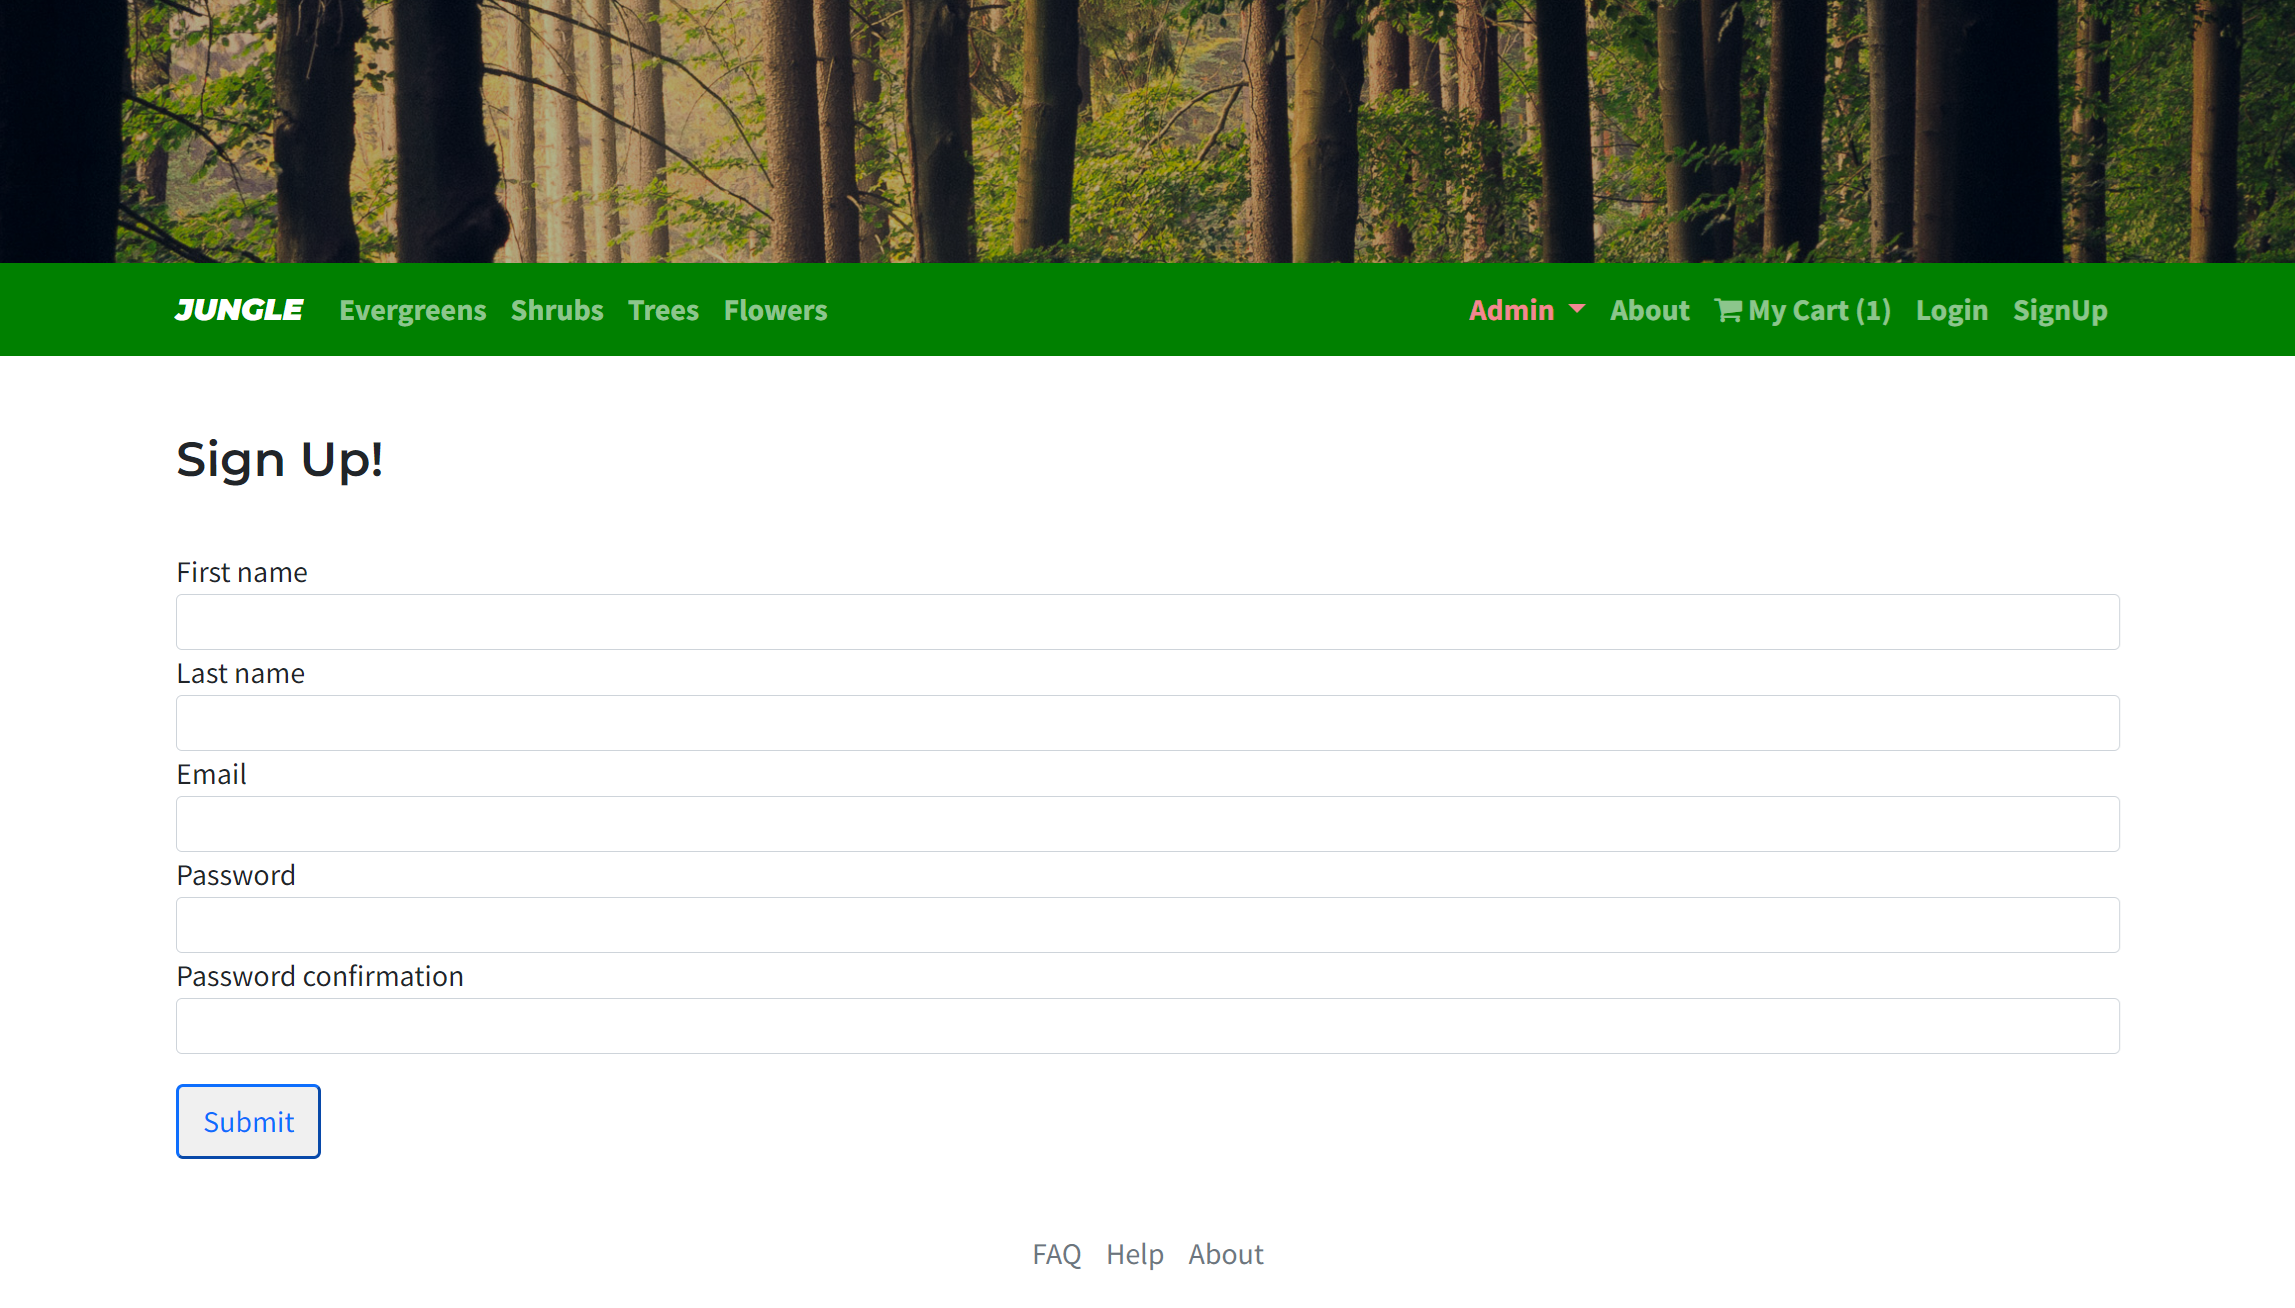 JUNGLE Evergreens Shrubs Trees Flowers Admin About My Cart (1) Login SignUp
Sign Up!
First name
Last name
Email
Password
Password confirmation
Submit
FAQ Help About